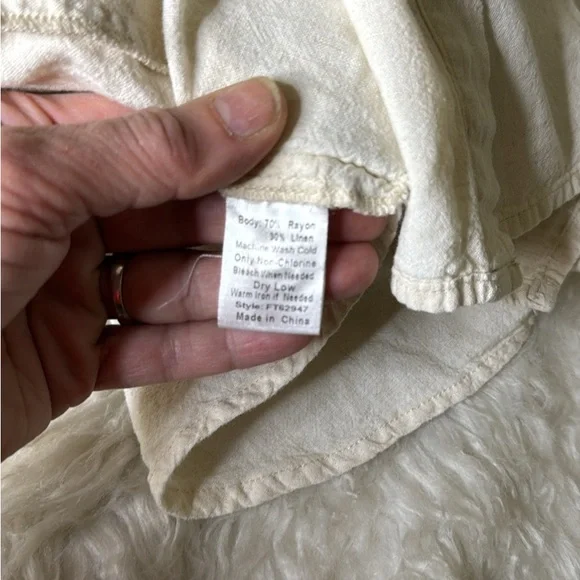 Body: 70% Rayon
30% Linen
Machine Wash Cold
Only Non-Chlorine
Bleach When Needed
Dry Low
Warm Iron if Needed
Style: FT62947
Made in China